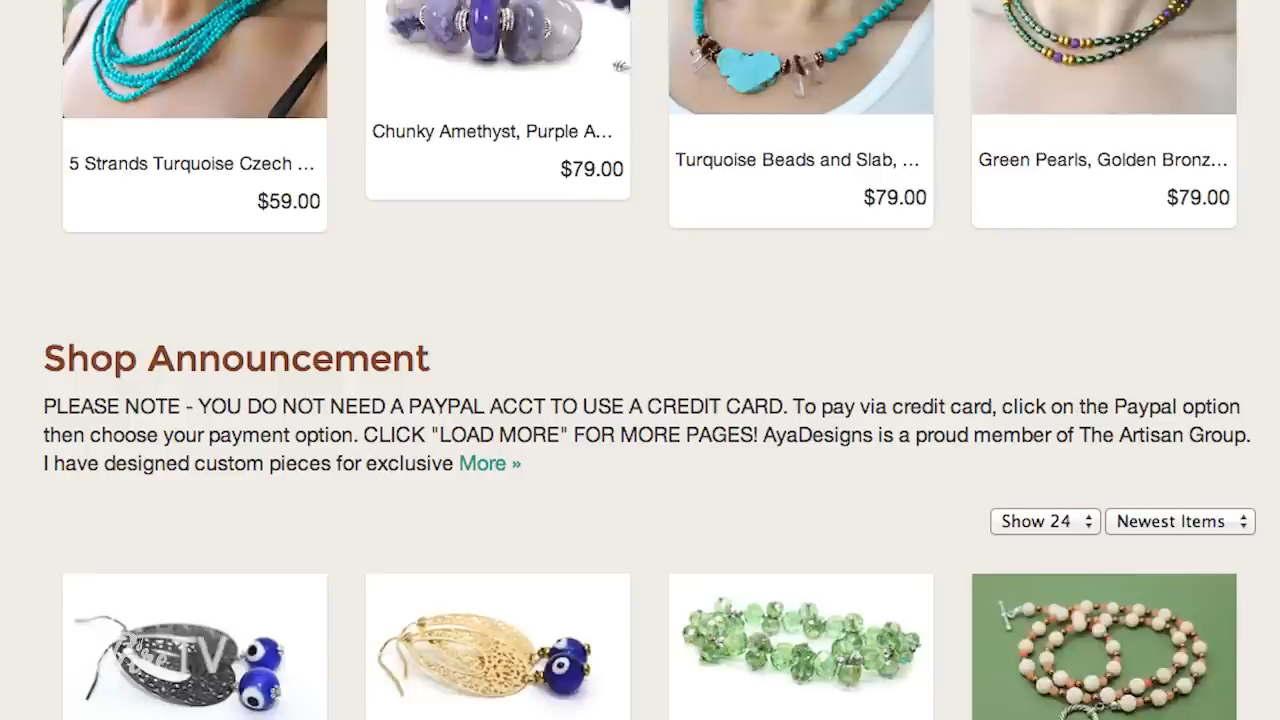 5 Strands Turquoise Czech ...
$59.00
Chunky Amethyst, Purple A...
$79.00
Turquoise Beads and Slab, ...
$79.00
Green Pearls, Golden Bronz...
$79.00
Shop Announcement
PLEASE NOTE - YOU DO NOT NEED A PAYPAL ACCT TO USE A CREDIT CARD. To pay via credit card, click on the Paypal option
then choose your payment option. CLICK "LOAD MORE" FOR MORE PAGES! AyaDesigns is a proud member of The Artisan Group.
I have designed custom pieces for exclusive More »
Show 24
Newest Items
TV